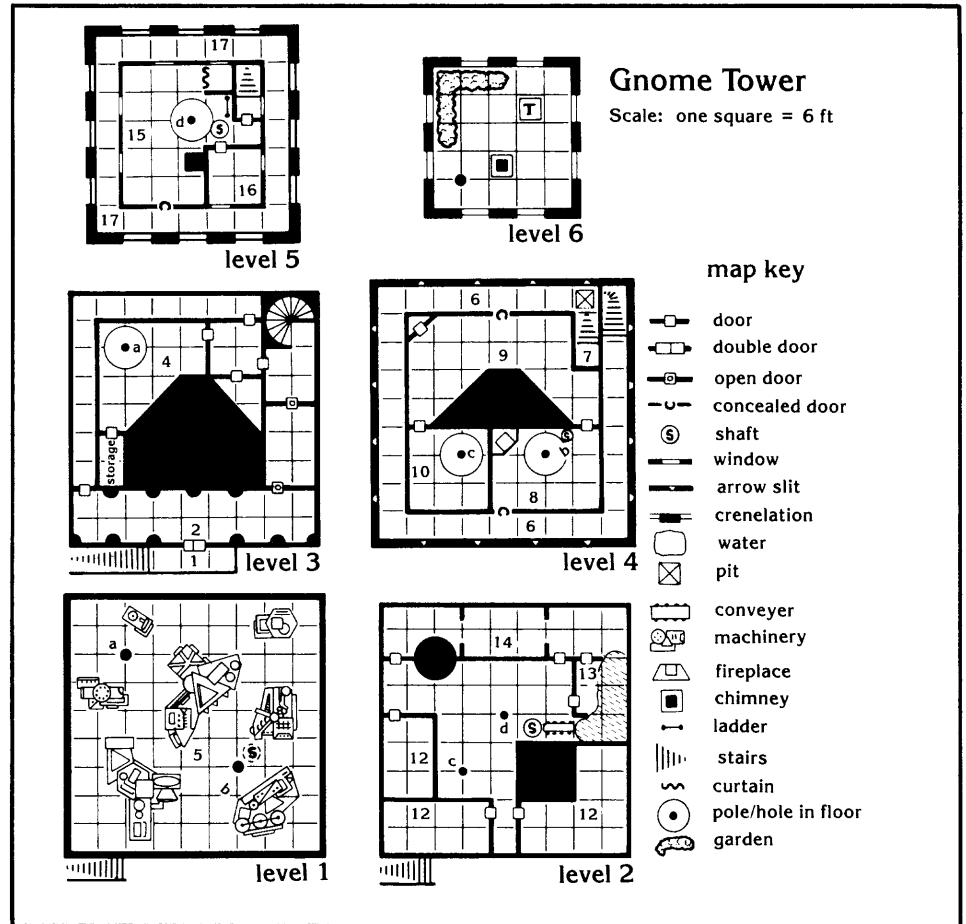 Gnome Tower
Scale: one square = 6 ft
17
15
d
S
16
17
level 5
T
level 6
a
4
storage
2
1
level 3
6
7
9
S
b
c
10
8
6
level 4
a
5
S
b
level 1
14
13
d
S
12
c
12
12
level 2
map key
door
double door
open door
concealed door
S
shaft
window
arrow slit
crenelation
water
pit
conveyer
machinery
fireplace
chimney
ladder
stairs
curtain
pole/hole in floor
garden